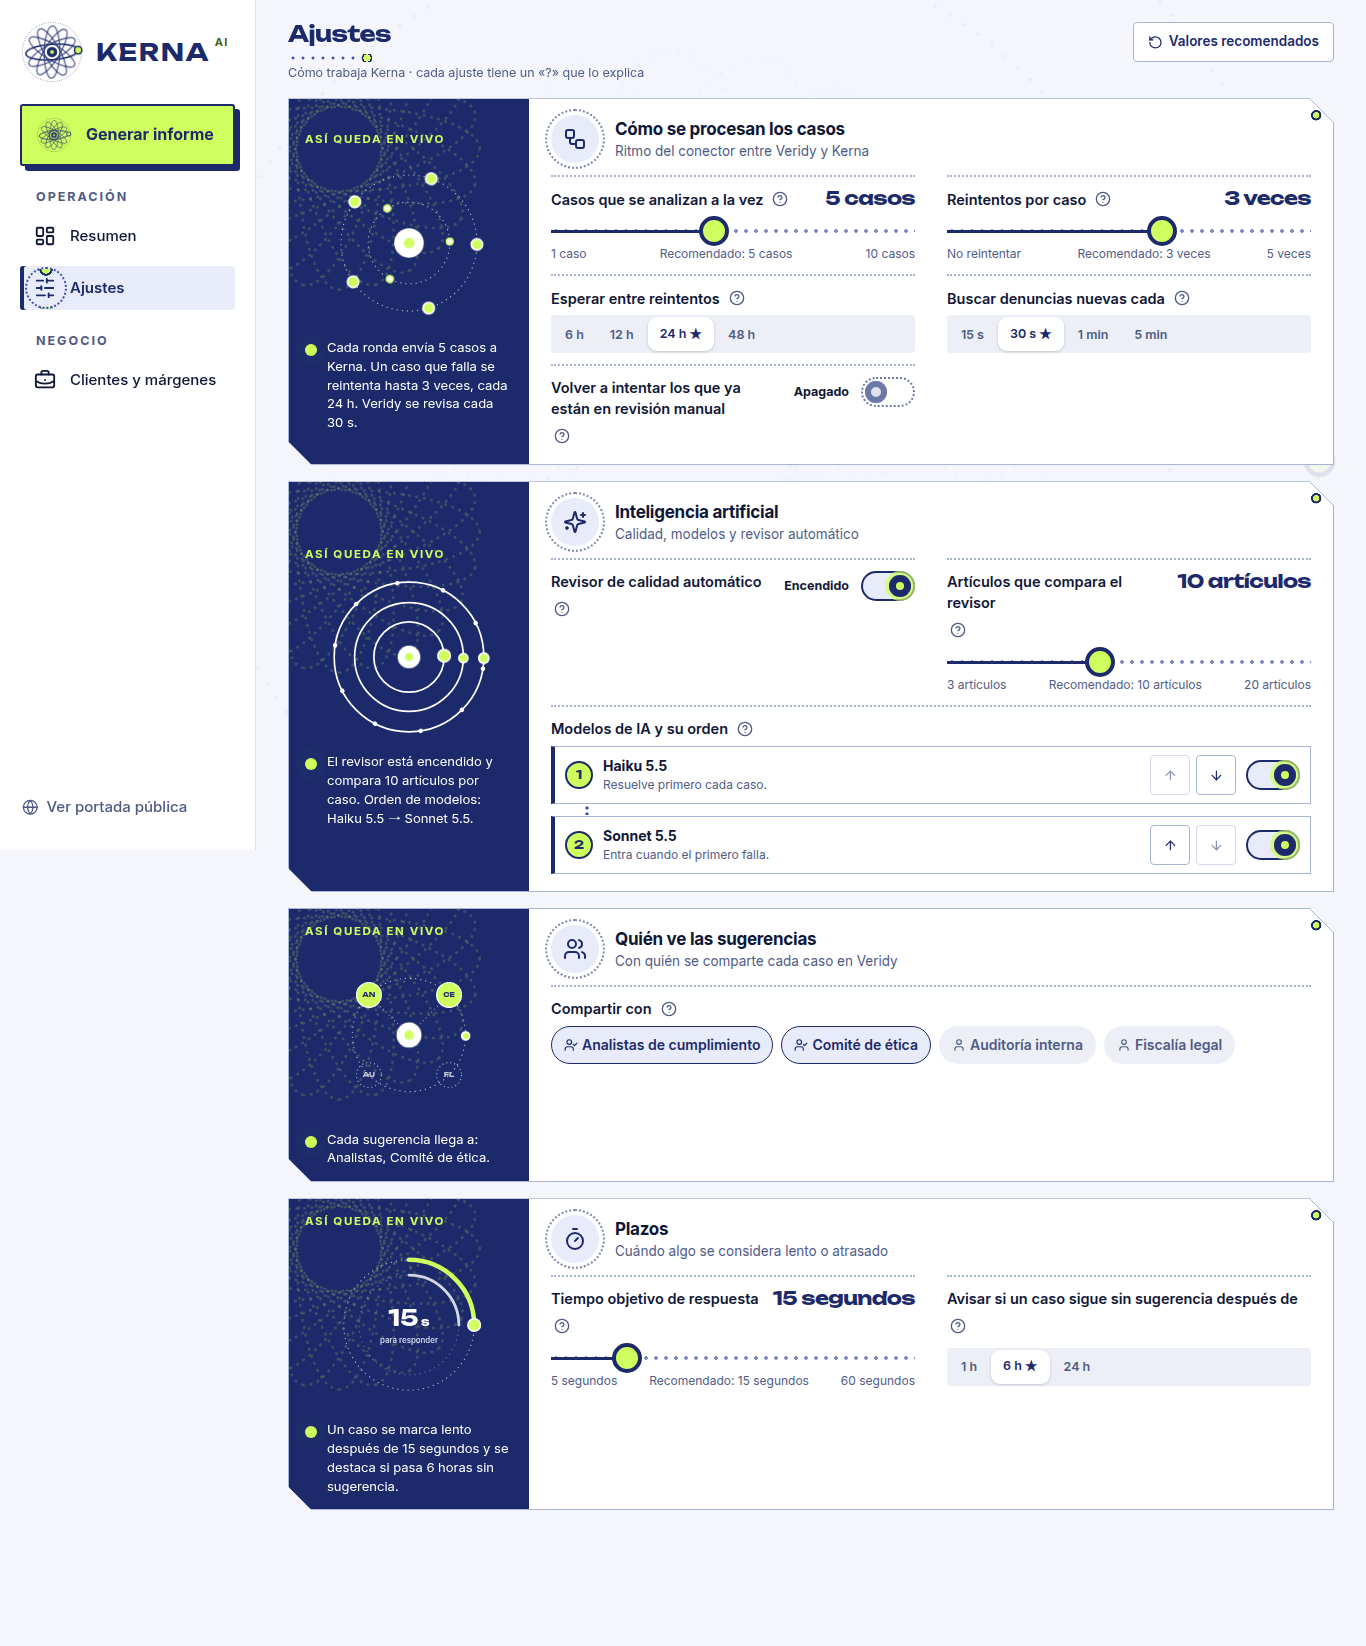 KERNA AI
Generar informe
OPERACIÓN
Resumen
Ajustes
NEGOCIO
Clientes y márgenes
Ver portada pública
Ajustes
Cómo trabaja Kerna · cada ajuste tiene un «?» que lo explica
Valores recomendados
ASÍ QUEDA EN VIVO
Cada ronda envía 5 casos a
Kerna. Un caso que falla se
reintenta hasta 3 veces, cada
24 h. Veridy se revisa cada
30 s.
Cómo se procesan los casos
Ritmo del conector entre Veridy y Kerna
Casos que se analizan a la vez ? 5 casos
1 caso Recomendado: 5 casos 10 casos
Reintentos por caso ? 3 veces
No reintentar Recomendado: 3 veces 5 veces
Esperar entre reintentos ?
6 h 12 h 24 h ★ 48 h
Buscar denuncias nuevas cada ?
15 s 30 s ★ 1 min 5 min
Volver a intentar los que ya
están en revisión manual
?
Apagado
ASÍ QUEDA EN VIVO
El revisor está encendido y
compara 10 artículos por
caso. Orden de modelos:
Haiku 5.5 → Sonnet 5.5.
Inteligencia artificial
Calidad, modelos y revisor automático
Revisor de calidad automático
?
Encendido
Artículos que compara el
revisor
?
10 artículos
3 artículos Recomendado: 10 artículos 20 artículos
Modelos de IA y su orden ?
1 Haiku 5.5
Resuelve primero cada caso.
2 Sonnet 5.5
Entra cuando el primero falla.
ASÍ QUEDA EN VIVO
AN CE
AU FL
Cada sugerencia llega a:
Analistas, Comité de ética.
Quién ve las sugerencias
Con quién se comparte cada caso en Veridy
Compartir con ?
Analistas de cumplimiento Comité de ética Auditoría interna Fiscalía legal
ASÍ QUEDA EN VIVO
15 s
para responder
Un caso se marca lento
después de 15 segundos y se
destaca si pasa 6 horas sin
sugerencia.
Plazos
Cuándo algo se considera lento o atrasado
Tiempo objetivo de respuesta 15 segundos
?
5 segundos Recomendado: 15 segundos 60 segundos
Avisar si un caso sigue sin sugerencia después de
?
1 h 6 h ★ 24 h